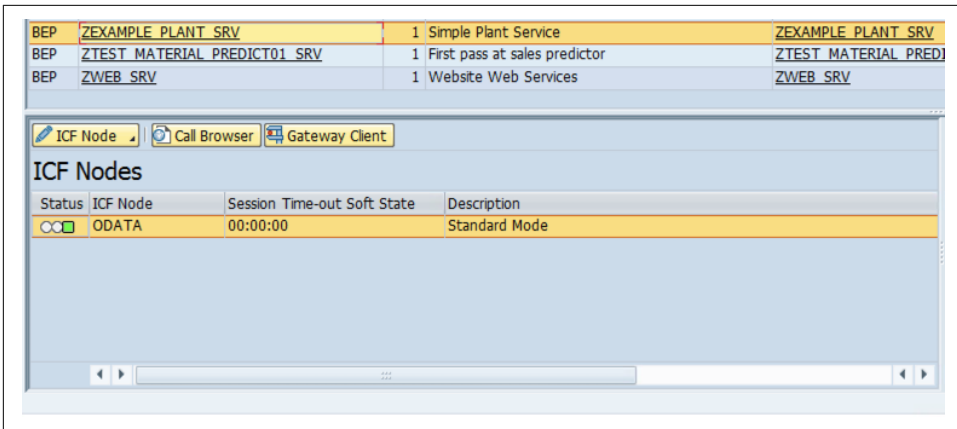 BEP ZEXAMPLE_PLANT_SRV 1 Simple Plant Service ZEXAMPLE_PLANT_SRV
BEP ZTEST_MATERIAL_PREDICT01_SRV 1 First pass at sales predictor ZTEST_MATERIAL_PREDI
BEP ZWEB_SRV 1 Website Web Services ZWEB_SRV
ICF Node Call Browser Gateway Client
ICF Nodes
Status ICF Node Session Time-out Soft State Description
ODATA 00:00:00 Standard Mode